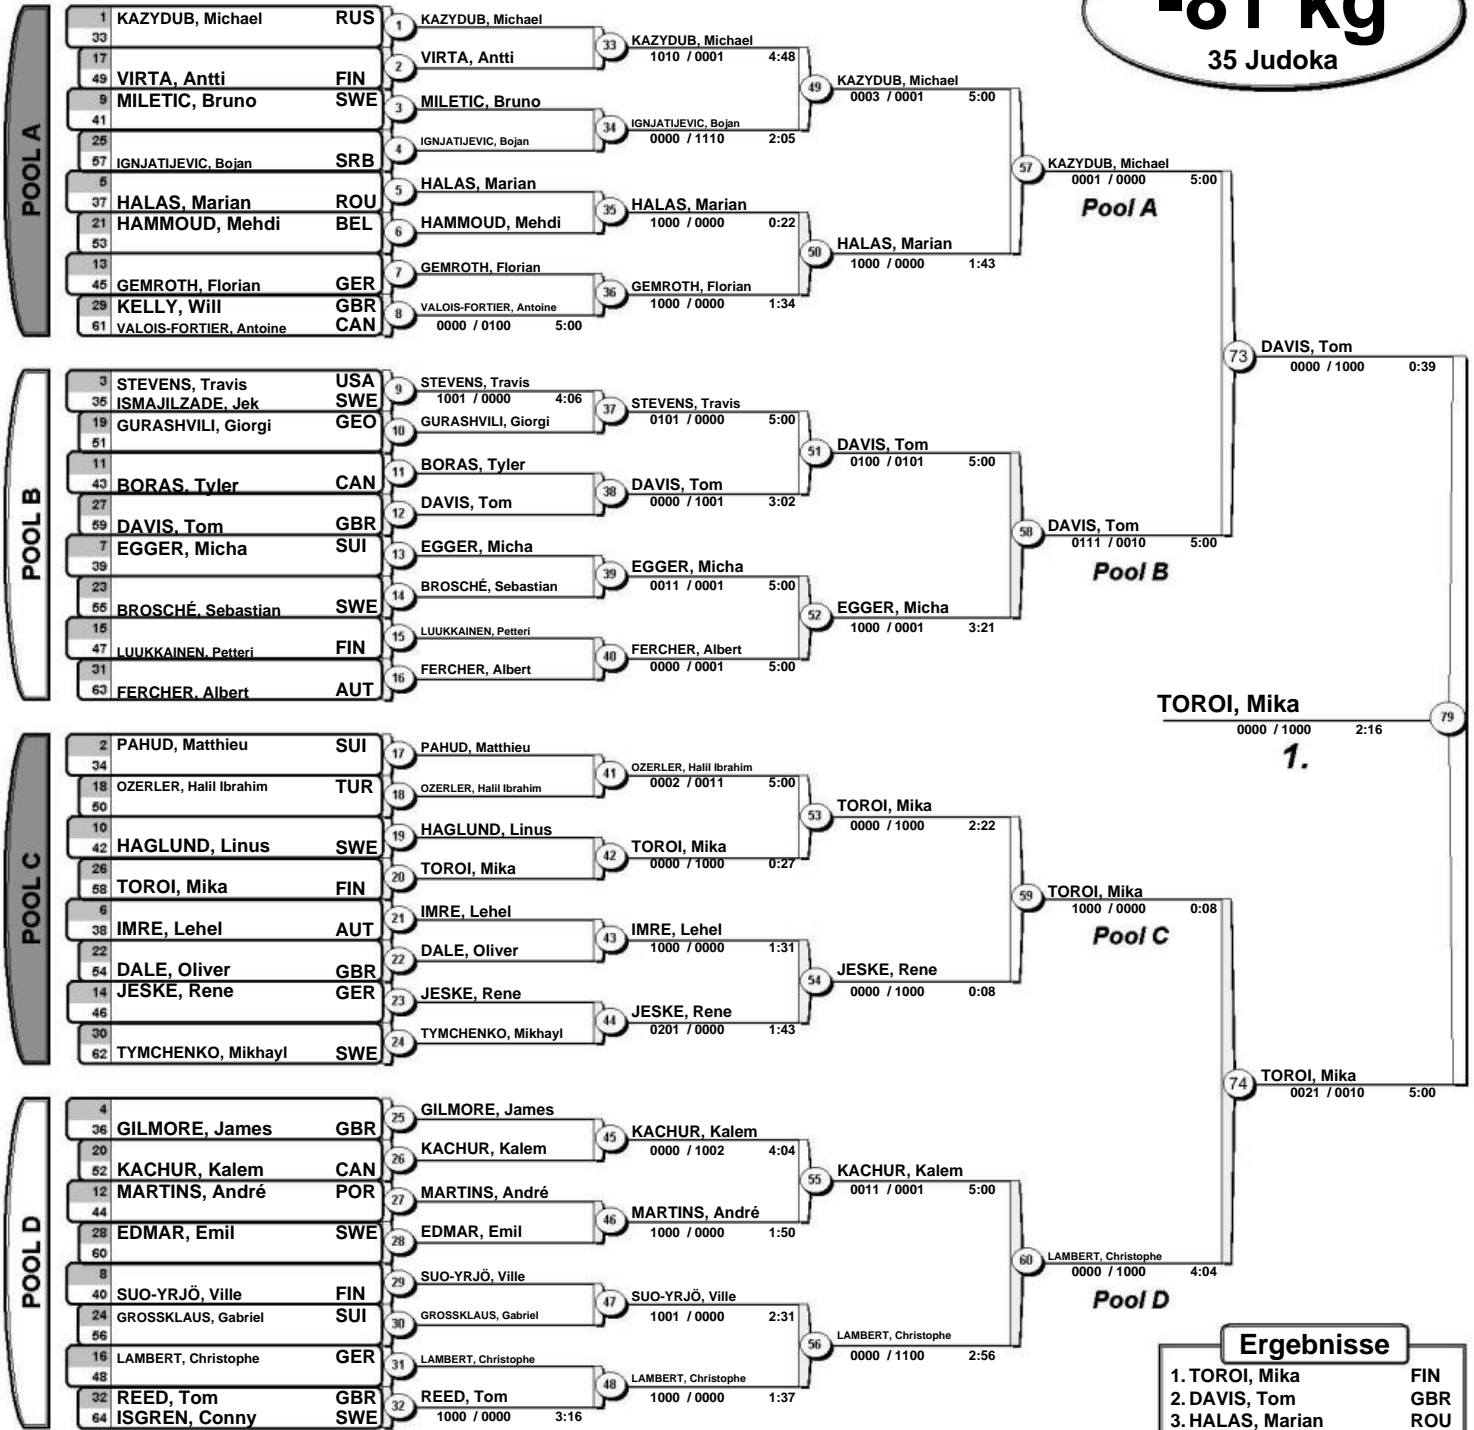 -81 kg
35 Judoka
POOL A
1 KAZYDUB, Michael RUS
33
17
49 VIRTA, Antti FIN
9 MILETIC, Bruno SWE
41
25
57 IGNJATIJEVIC, Bojan SRB
5
37 HALAS, Marian ROU
21 HAMMOUD, Mehdi BEL
53
13
45 GEMROTH, Florian GER
29 KELLY, Will GBR
61 VALOIS-FORTIER, Antoine CAN
1 KAZYDUB, Michael
2 VIRTA, Antti
3 MILETIC, Bruno
4 IGNJATIJEVIC, Bojan
5 HALAS, Marian
6 HAMMOUD, Mehdi
7 GEMROTH, Florian
8 VALOIS-FORTIER, Antoine
0000 / 0100 5:00
33 KAZYDUB, Michael
1010 / 0001 4:48
34 IGNJATIJEVIC, Bojan
0000 / 1110 2:05
35 HALAS, Marian
1000 / 0000 0:22
36 GEMROTH, Florian
1000 / 0000 1:34
49 KAZYDUB, Michael
0003 / 0001 5:00
50 HALAS, Marian
1000 / 0000 1:43
57 KAZYDUB, Michael
0001 / 0000 5:00
Pool A
POOL B
3 STEVENS, Travis USA
35 ISMAJILZADE, Jek SWE
19 GURASHVILI, Giorgi GEO
51
11
43 BORAS, Tyler CAN
27
59 DAVIS, Tom GBR
7 EGGER, Micha SUI
39
23
55 BROSCHÉ, Sebastian SWE
15
47 LUUKKAINEN, Petteri FIN
31
63 FERCHER, Albert AUT
9 STEVENS, Travis
1001 / 0000 4:06
10 GURASHVILI, Giorgi
11 BORAS, Tyler
12 DAVIS, Tom
13 EGGER, Micha
14 BROSCHÉ, Sebastian
15 LUUKKAINEN, Petteri
16 FERCHER, Albert
37 STEVENS, Travis
0101 / 0000 5:00
38 DAVIS, Tom
0000 / 1001 3:02
39 EGGER, Micha
0011 / 0001 5:00
40 FERCHER, Albert
0000 / 0001 5:00
51 DAVIS, Tom
0100 / 0101 5:00
52 EGGER, Micha
1000 / 0001 3:21
58 DAVIS, Tom
0111 / 0010 5:00
Pool B
73 DAVIS, Tom
0000 / 1000 0:39
TOROI, Mika 79
0000 / 1000 2:16
1.
POOL C
2 PAHUD, Matthieu SUI
34
18 OZERLER, Halil Ibrahim TUR
50
10
42 HAGLUND, Linus SWE
26
58 TOROI, Mika FIN
6
38 IMRE, Lehel AUT
22
54 DALE, Oliver GBR
14 JESKE, Rene GER
46
30
62 TYMCHENKO, Mikhayl SWE
17 PAHUD, Matthieu
18 OZERLER, Halil Ibrahim
19 HAGLUND, Linus
20 TOROI, Mika
21 IMRE, Lehel
22 DALE, Oliver
23 JESKE, Rene
24 TYMCHENKO, Mikhayl
41 OZERLER, Halil Ibrahim
0002 / 0011 5:00
42 TOROI, Mika
0000 / 1000 0:27
43 IMRE, Lehel
1000 / 0000 1:31
44 JESKE, Rene
0201 / 0000 1:43
53 TOROI, Mika
0000 / 1000 2:22
54 JESKE, Rene
0000 / 1000 0:08
59 TOROI, Mika
1000 / 0000 0:08
Pool C
74 TOROI, Mika
0021 / 0010 5:00
POOL D
4
36 GILMORE, James GBR
20
52 KACHUR, Kalem CAN
12 MARTINS, André POR
44
28 EDMAR, Emil SWE
60
8
40 SUO-YRJÖ, Ville FIN
24 GROSSKLAUS, Gabriel SUI
56
16 LAMBERT, Christophe GER
48
32 REED, Tom GBR
64 ISGREN, Conny SWE
25 GILMORE, James
26 KACHUR, Kalem
27 MARTINS, André
28 EDMAR, Emil
29 SUO-YRJÖ, Ville
30 GROSSKLAUS, Gabriel
31 LAMBERT, Christophe
32 REED, Tom
1000 / 0000 3:16
45 KACHUR, Kalem
0000 / 1002 4:04
46 MARTINS, André
1000 / 0000 1:50
47 SUO-YRJÖ, Ville
1001 / 0000 2:31
48 LAMBERT, Christophe
1000 / 0000 1:37
55 KACHUR, Kalem
0011 / 0001 5:00
56 LAMBERT, Christophe
0000 / 1100 2:56
60 LAMBERT, Christophe
0000 / 1000 4:04
Pool D
Ergebnisse
1. TOROI, Mika FIN
2. DAVIS, Tom GBR
3. HALAS, Marian ROU